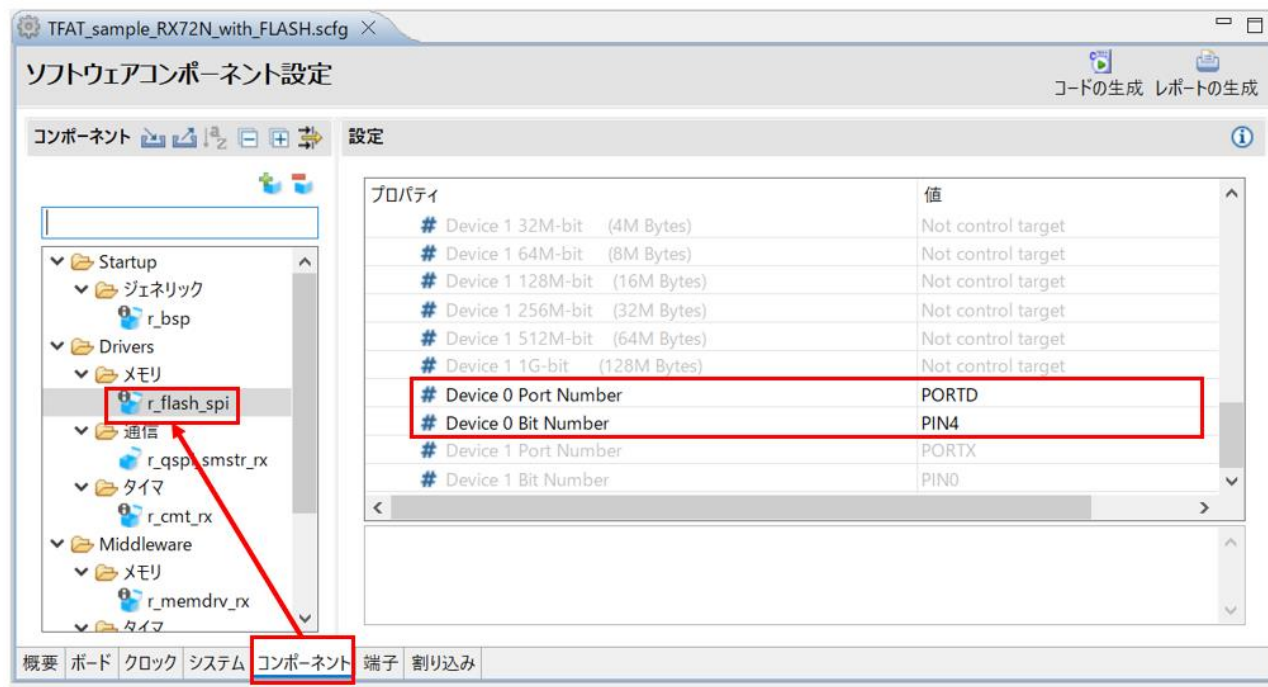 TFAT_sample_RX72N_with_FLASH.scfg
ソフトウェアコンポーネント設定
コードの生成 レポートの生成
コンポーネント
設定
プロパティ 値
Device 1 32M-bit (4M Bytes) Not control target
Device 1 64M-bit (8M Bytes) Not control target
Device 1 128M-bit (16M Bytes) Not control target
Device 1 256M-bit (32M Bytes) Not control target
Device 1 512M-bit (64M Bytes) Not control target
Device 1 1G-bit (128M Bytes) Not control target
Device 0 Port Number PORTD
Device 0 Bit Number PIN4
Device 1 Port Number PORTX
Device 1 Bit Number PIN0
Startup
ジェネリック
r_bsp
Drivers
メモリ
r_flash_spi
通信
r_qspi_smstr_rx
タイマ
r_cmt_rx
Middleware
メモリ
r_memdrv_rx
タイマ
概要 ボード クロック システム コンポーネント 端子 割り込み